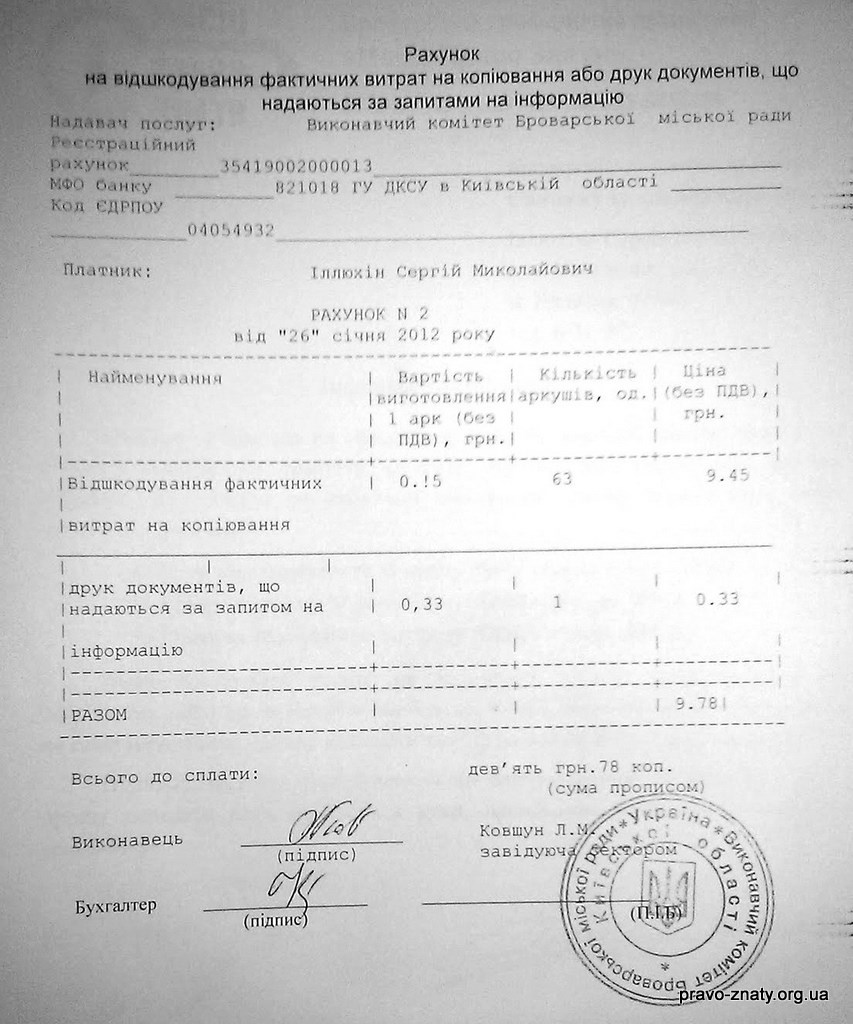 Рахунок
на відшкодування фактичних витрат на копіювання або друк документів, що
надаються за запитами на інформацію
Надавач послуг: Виконавчий комітет Броварської міської ради
Реєстраційний
рахунок 35419002000013
МФО банку 821018 ГУ ДКСУ в Київській області
Код ЄДРПОУ
04054932
Платник: Іллюхін Сергій Миколайович
РАХУНОК N 2
від "26" січня 2012 року
Найменування | Вартість | Кількість | Ціна
виготовлення | аркушів, од. | (без ПДВ),
1 арк (без | грн.
ПДВ), грн.
Відшкодування фактичних | 0.15 | 63 | 9.45
витрат на копіювання
друк документів, що
надаються за запитом на | 0,33 | 1 | 0.33
інформацію
РАЗОМ | 9.78
Всього до сплати: дев’ять грн.78 коп.
(сума прописом)
Виконавець Ковшун Л.М.
(підпис) завідуюча сектором
Бухгалтер
(підпис) (П.І.Б)
*Україна* Виконавчий комітет Броварської міської ради
Київської області
pravo-znaty.org.ua